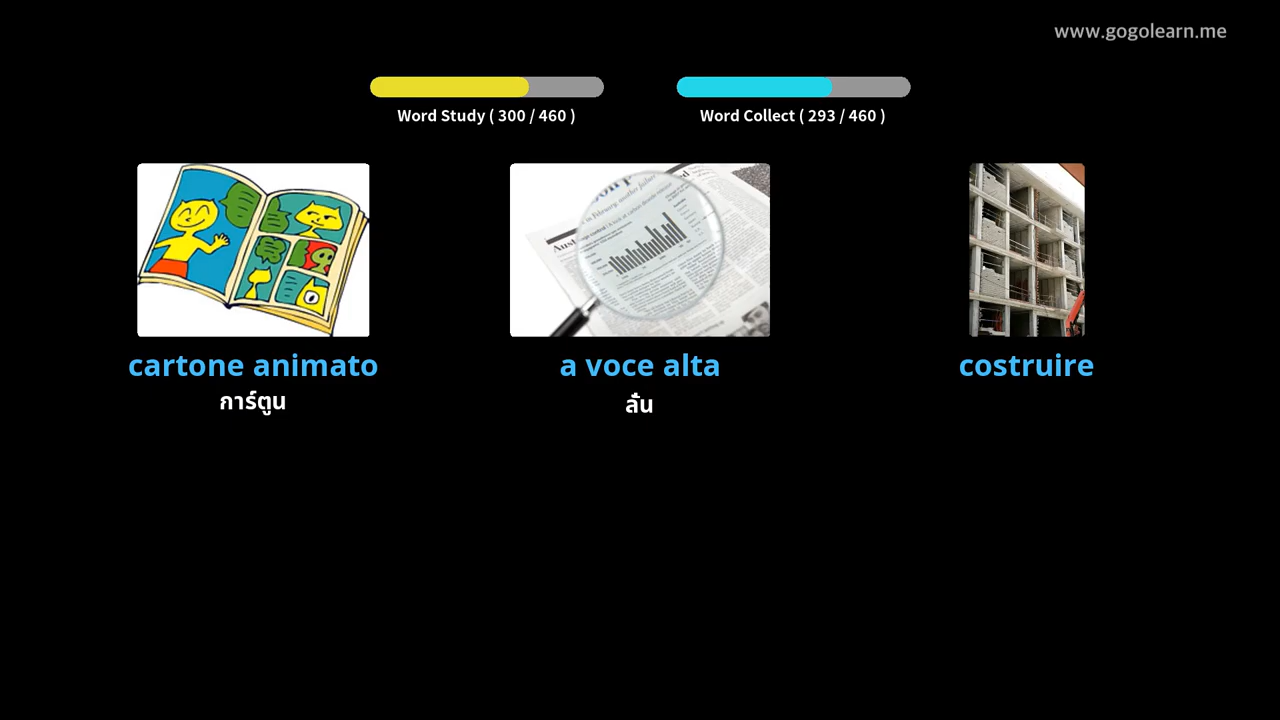 www.gogolearn.me
Word Study ( 300 / 460 )
Word Collect ( 293 / 460 )
cartone animato
a voce alta
costruire
การ์ตูน
ลั่น